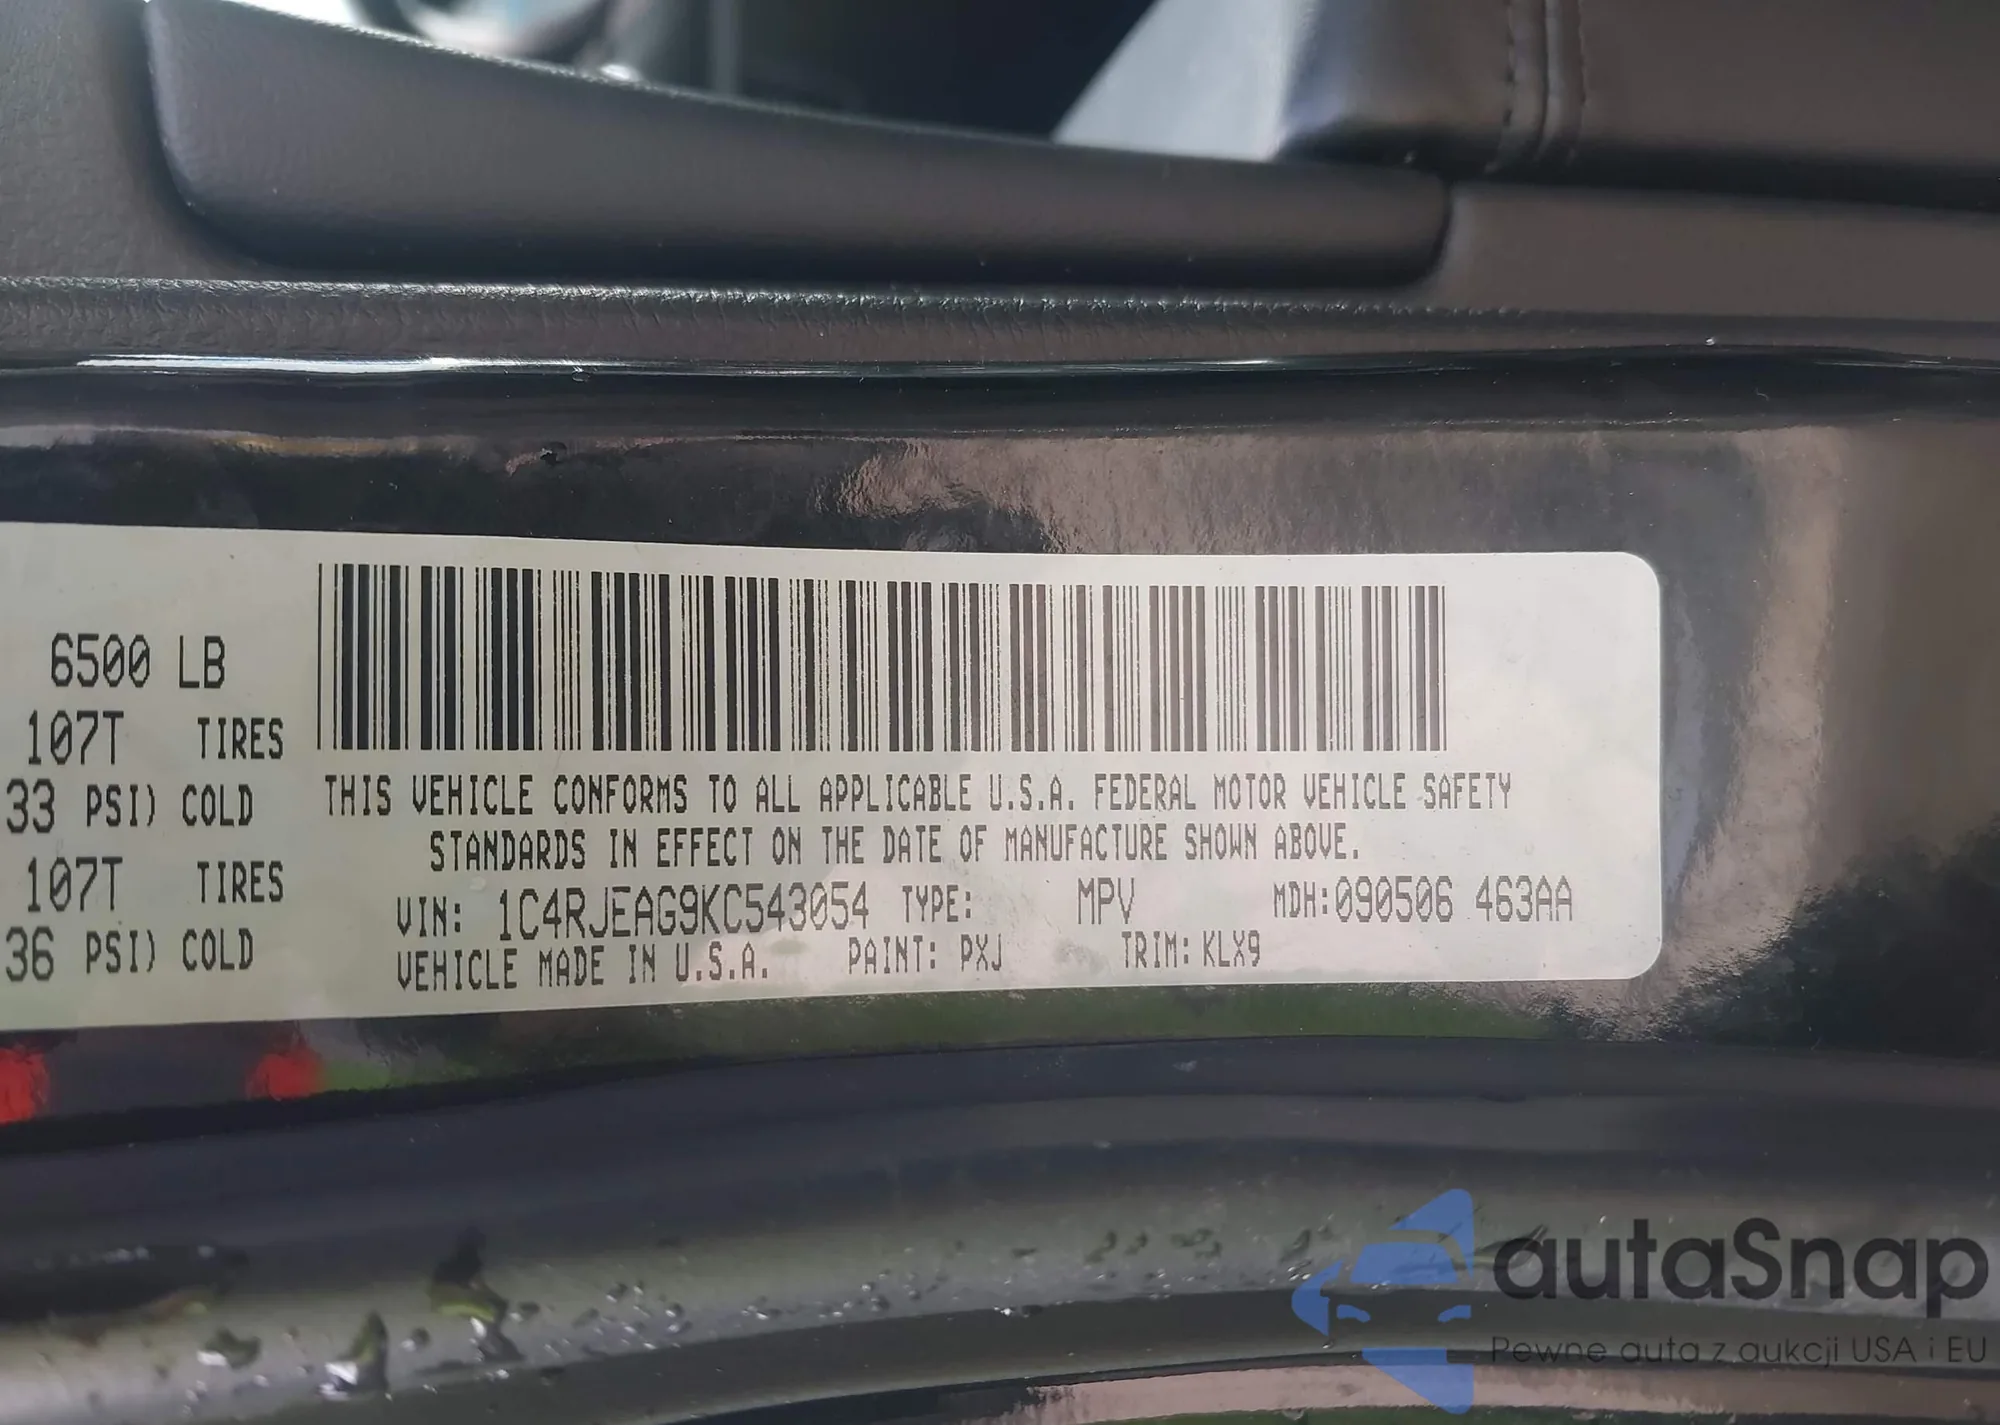 6500 LB
107T TIRES
33 PSI) COLD
107T TIRES
36 PSI) COLD
THIS VEHICLE CONFORMS TO ALL APPLICABLE U.S.A. FEDERAL MOTOR VEHICLE SAFETY
STANDARDS IN EFFECT ON THE DATE OF MANUFACTURE SHOWN ABOVE.
VIN: 1C4RJEAG9KC543054 TYPE: MPV MDH:090506 463AA
VEHICLE MADE IN U.S.A. PAINT: PXJ TRIM: KLX9
autaSnap
Pewne auta z aukcji USA i EU